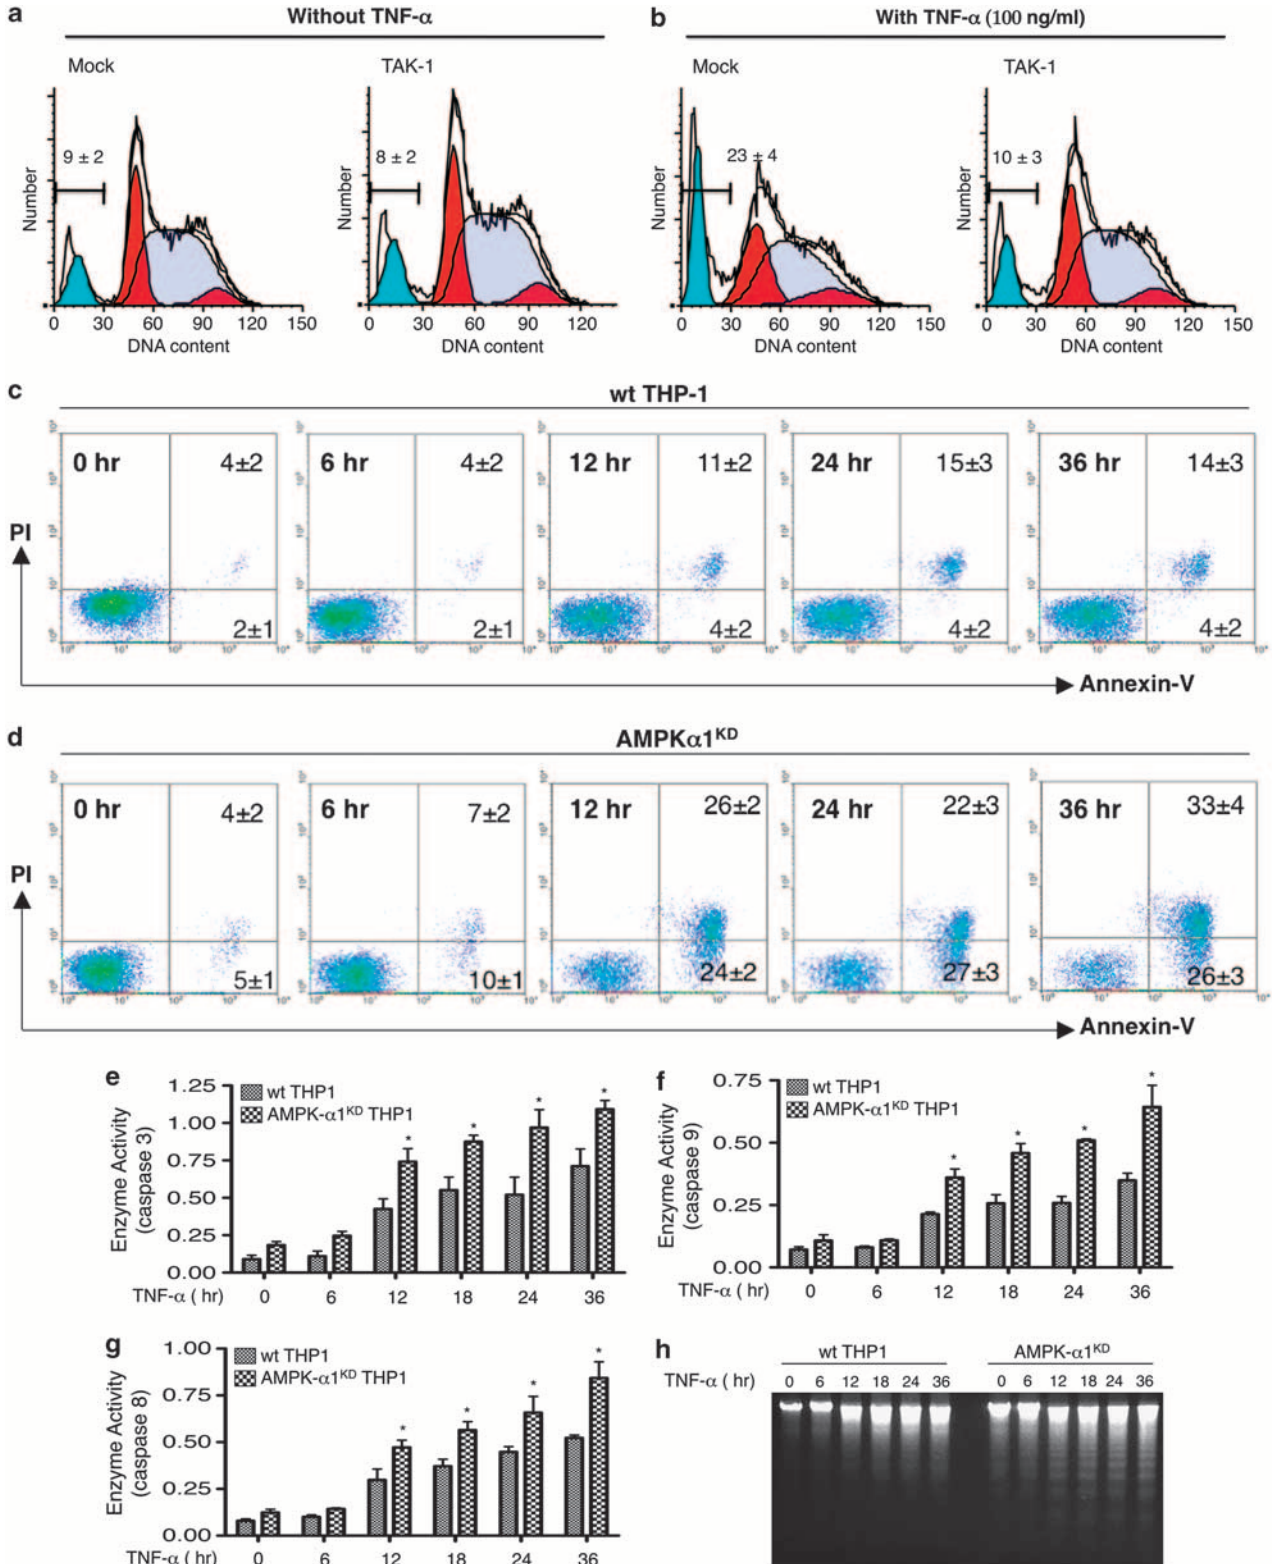 a Without TNF-α
b With TNF-α (100 ng/ml)
Mock TAK-1 Mock TAK-1
9 ± 2 8 ± 2 23 ± 4 10 ± 3
Number Number Number Number
0 30 60 90 120 150
0 30 60 90 120
0 30 60 90 120 150
0 30 60 90 120 150
DNA content DNA content DNA content DNA content
c wt THP-1
0 hr 4±2 6 hr 4±2 12 hr 11±2 24 hr 15±3 36 hr 14±3
PI
2±1 2±1 4±2 4±2 4±2
Annexin-V
d AMPKα1KD
0 hr 4±2 6 hr 7±2 12 hr 26±2 24 hr 22±3 36 hr 33±4
PI
5±1 10±1 24±2 27±3 26±3
Annexin-V
e
wt THP1
AMPK-α1KD THP1
Enzyme Activity
(caspase 3)
1.25
1.00
0.75
0.50
0.25
0.00
* * * *
TNF-α ( hr) 0 6 12 18 24 36
f
wt THP1
AMPK-α1KD THP1
Enzyme Activity
(caspase 9)
0.75
0.50
0.25
0.00
* * * *
TNF-α ( hr) 0 6 12 18 24 36
g
wt THP1
AMPK-α1KD THP1
Enzyme Activity
(caspase 8)
1.00
0.75
0.50
0.25
0.00
* * * *
TNF-α ( hr) 0 6 12 18 24 36
h
wt THP1 AMPK-α1KD
TNF-α ( hr) 0 6 12 18 24 36 0 6 12 18 24 36